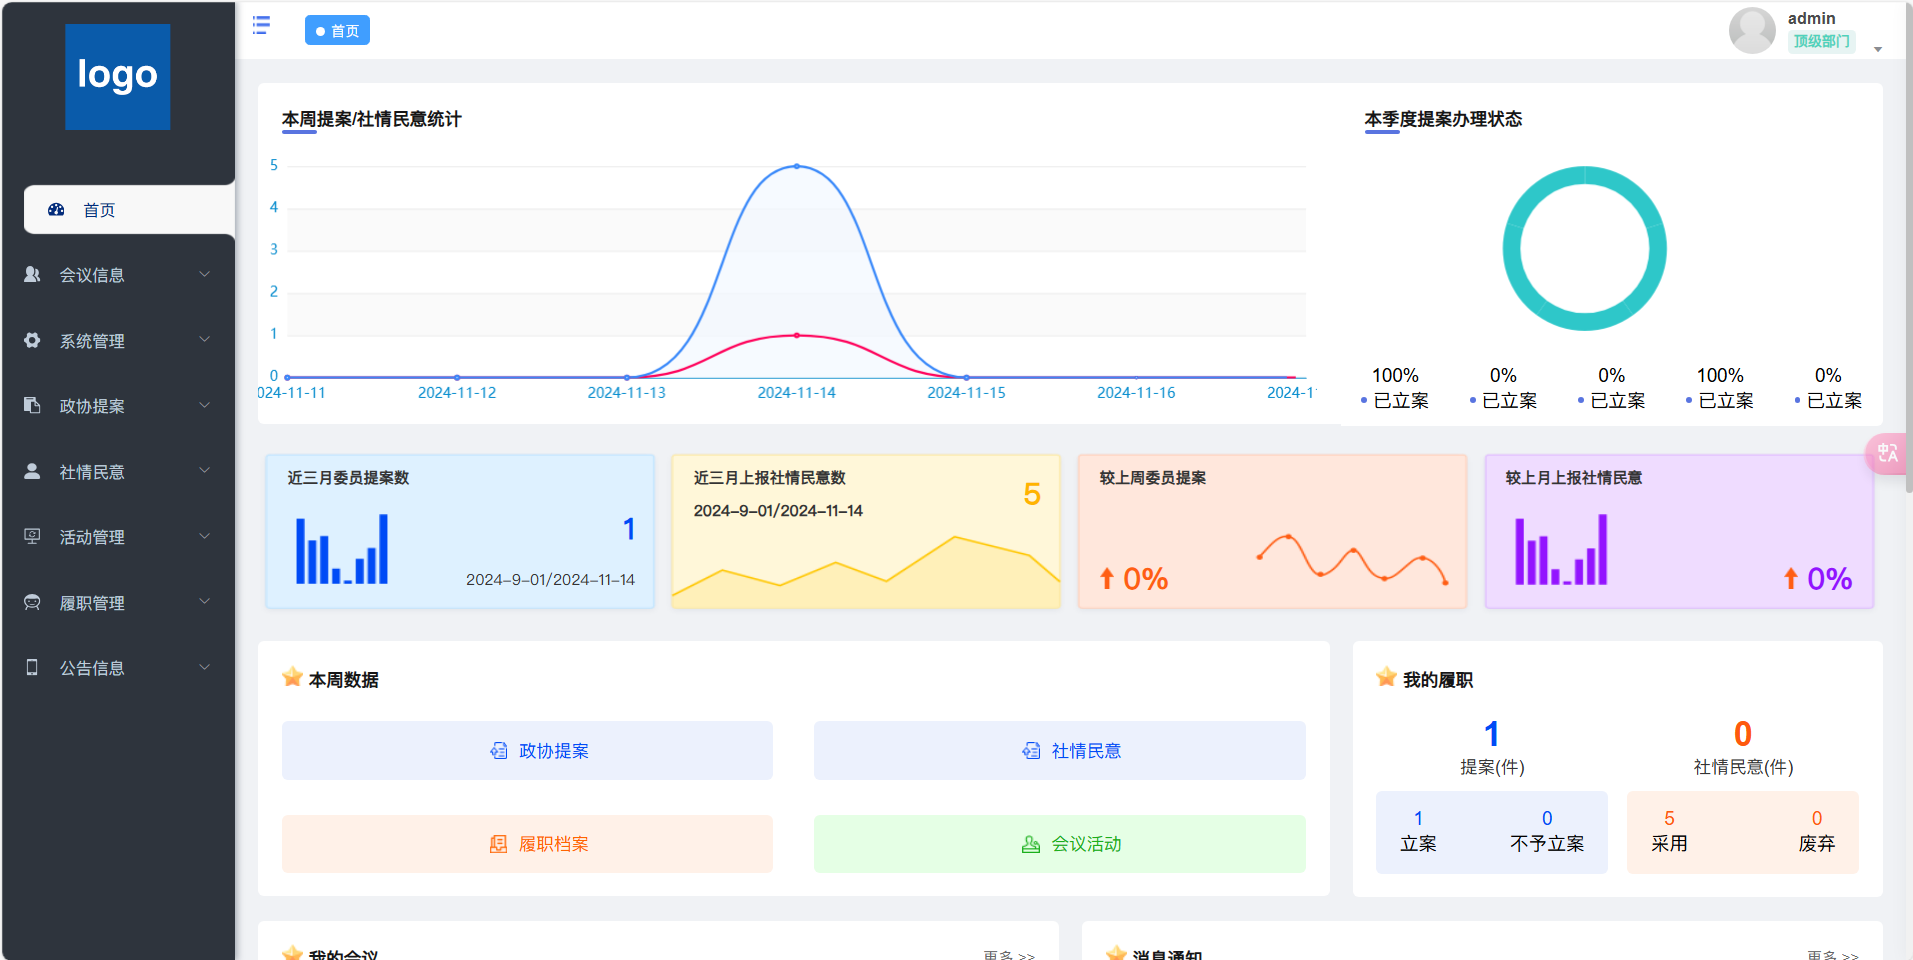 logo
首页
会议信息
系统管理
政协提案
社情民意
活动管理
履职管理
公告信息
首页
admin
顶级部门
本周提案/社情民意统计
5
4
3
2
1
0
024-11-11 2024-11-12 2024-11-13 2024-11-14 2024-11-15 2024-11-16 2024-1
本季度提案办理状态
100% 0% 0% 100% 0%
已立案 已立案 已立案 已立案 已立案
近三月委员提案数
1
2024-9-01/2024-11-14
近三月上报社情民意数
5
2024-9-01/2024-11-14
较上周委员提案
0%
较上月上报社情民意
0%
本周数据
政协提案 社情民意
履职档案 会议活动
我的履职
1 0
提案(件) 社情民意(件)
1 0 5 0
立案 不予立案 采用 废弃
我的会议 更多 >>
消息通知 更多 >>